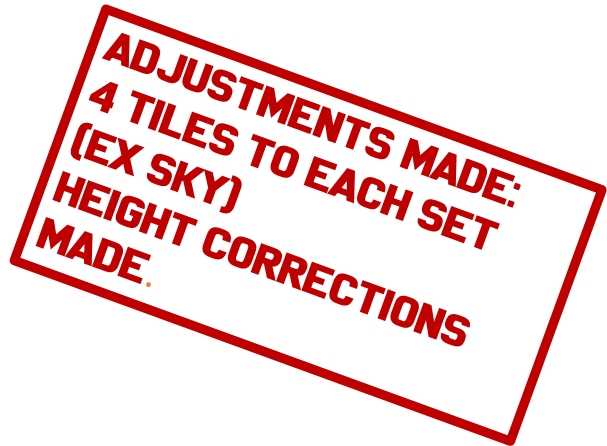 ADJUSTMENTS MADE:
4 TILES TO EACH SET
(EX SKY)
HEIGHT CORRECTIONS
MADE.